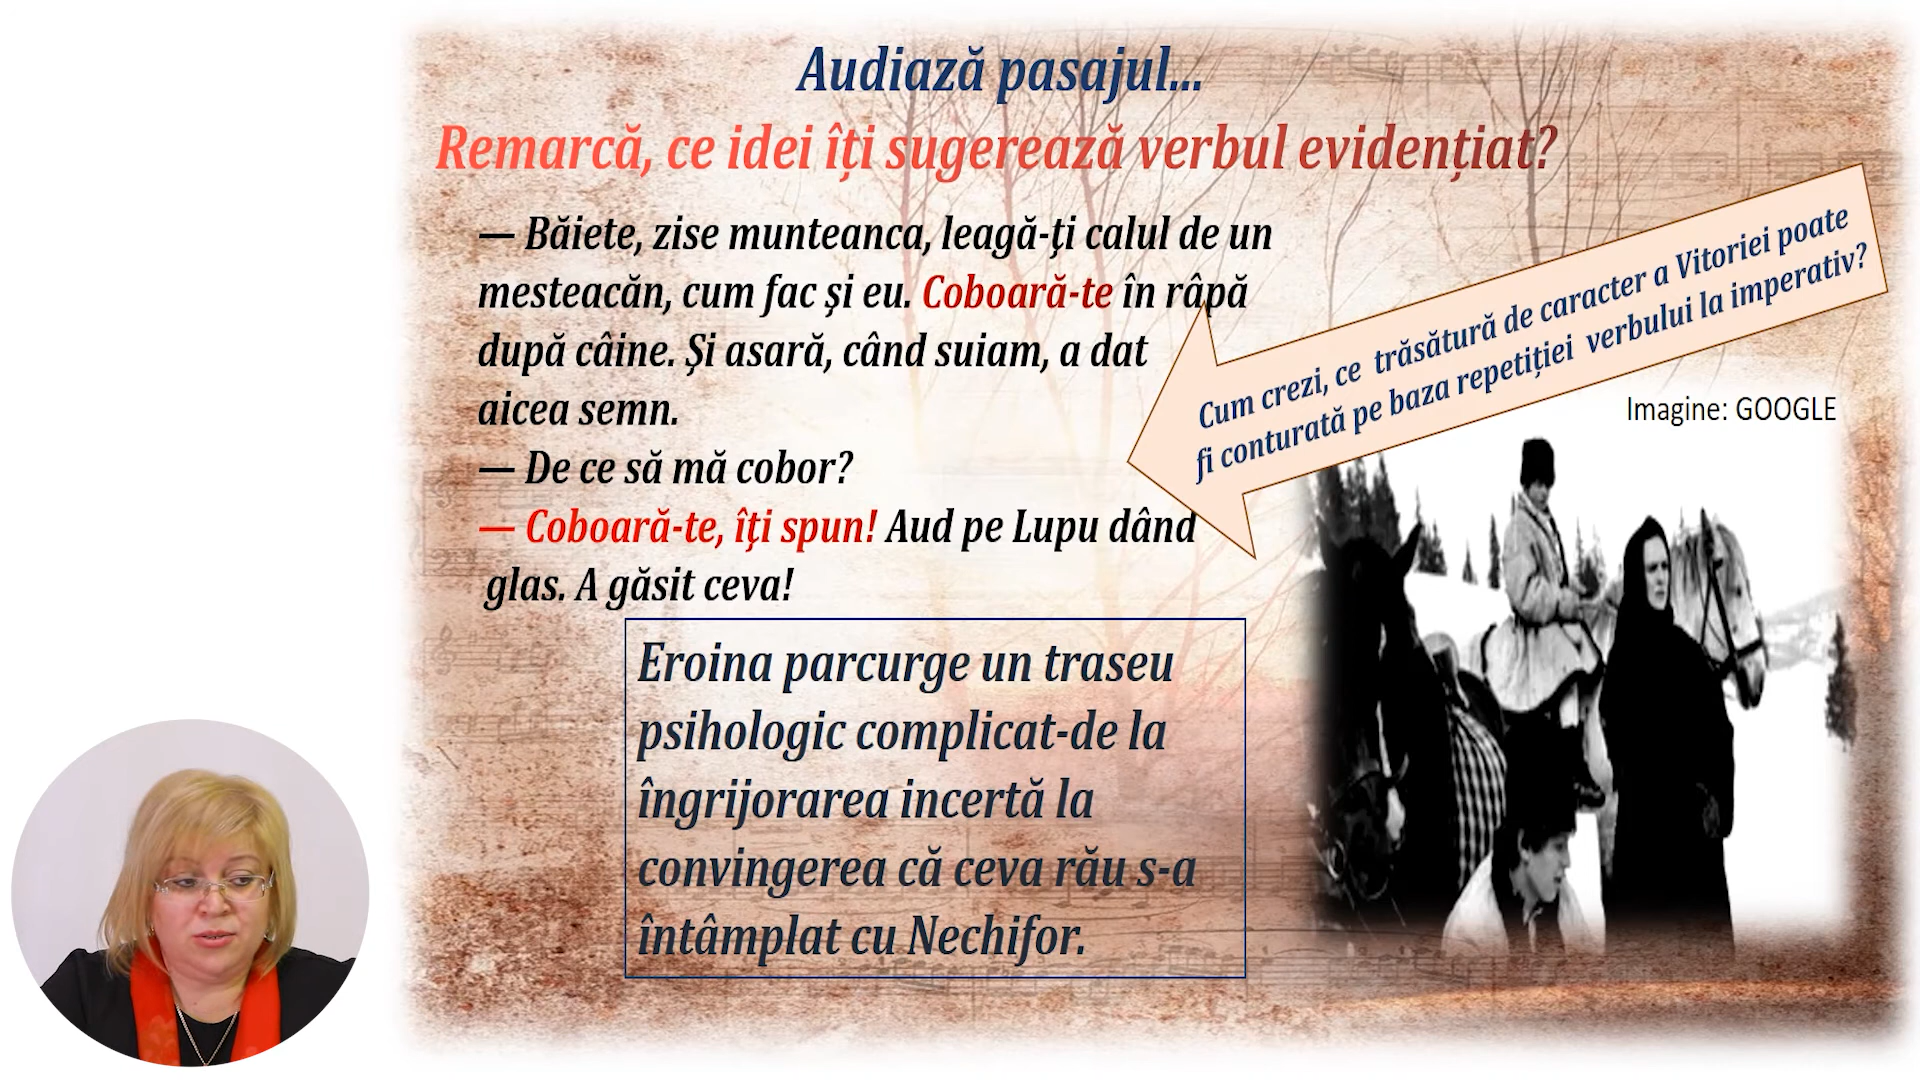 Audiază pasajul...
Remarcă, ce idei îți sugerează verbul evidențiat?
— Băiete, zise munteanca, leagă-ți calul de un
mesteacăn, cum fac și eu. Coboară-te în râpă
după câine. Și asară, când suiam, a dat
aicea semn.
— De ce să mă cobor?
— Coboară-te, îți spun! Aud pe Lupu dând
glas. A găsit ceva!
Cum crezi, ce trăsătură de caracter a Vitoriei poate
fi conturată pe baza repetiției verbului la imperativ?
Imagine: GOOGLE
Eroina parcurge un traseu
psihologic complicat-de la
îngrijorarea incertă la
convingerea că ceva rău s-a
întâmplat cu Nechifor.